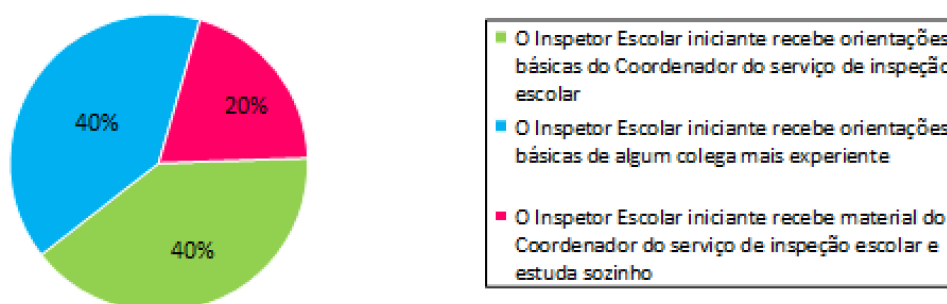 40%
20%
40%
O Inspetor Escolar iniciante recebe orientações
básicas do Coordenador do serviço de inspeção
escolar
O Inspetor Escolar iniciante recebe orientações
básicas de algum colega mais experiente
O Inspetor Escolar iniciante recebe material do
Coordenador do serviço de inspeção escolar e
estuda sozinho